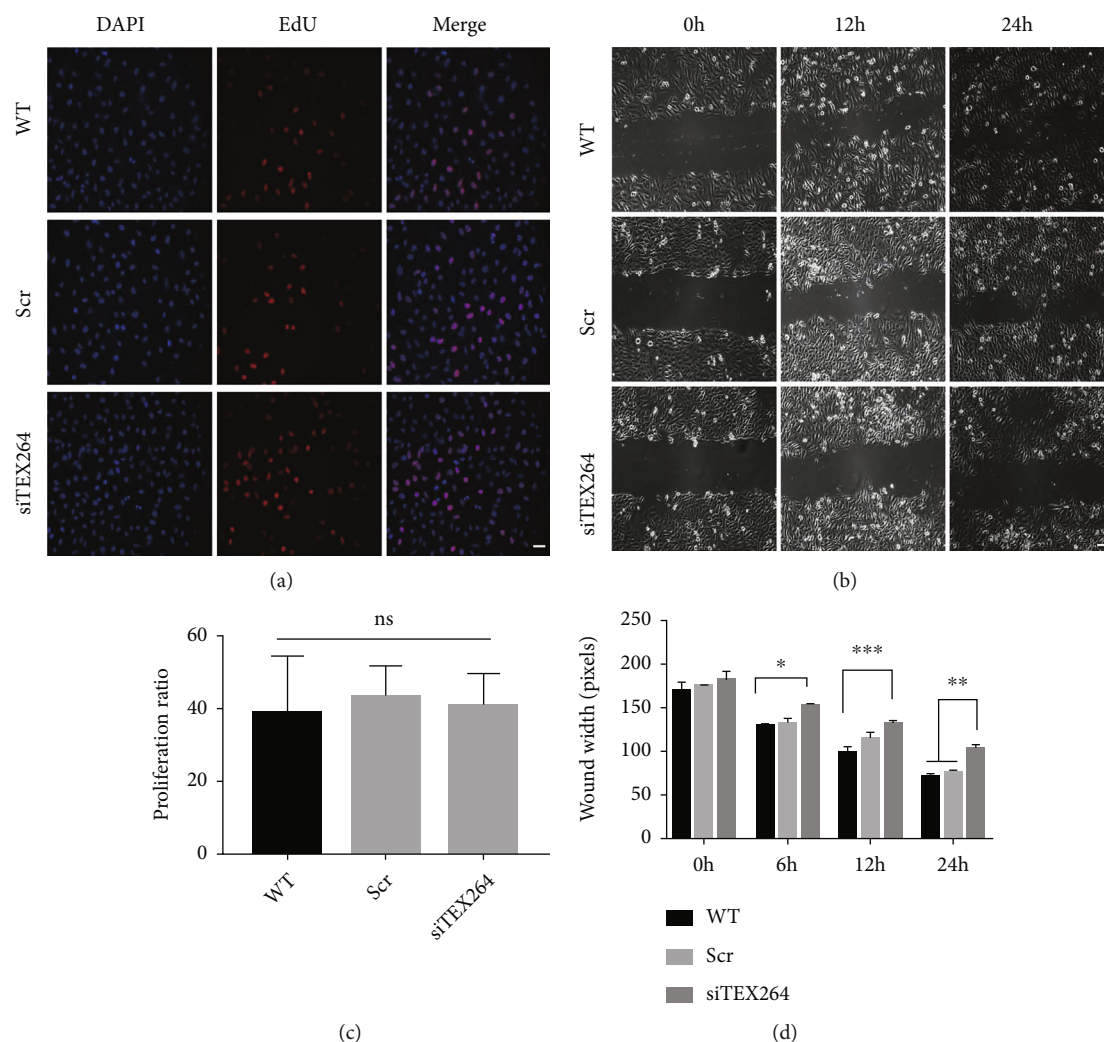 DAPI EdU Merge
WT
Scr
siTEX264
(a)
0h 12h 24h
WT
Scr
siTEX264
(b)
ns
Proliferation ratio
60
40
20
0
WT Scr siTEX264
(c)
Wound width (pixels)
250
200
150
100
50
0
*
***
**
0h 6h 12h 24h
WT
Scr
siTEX264
(d)